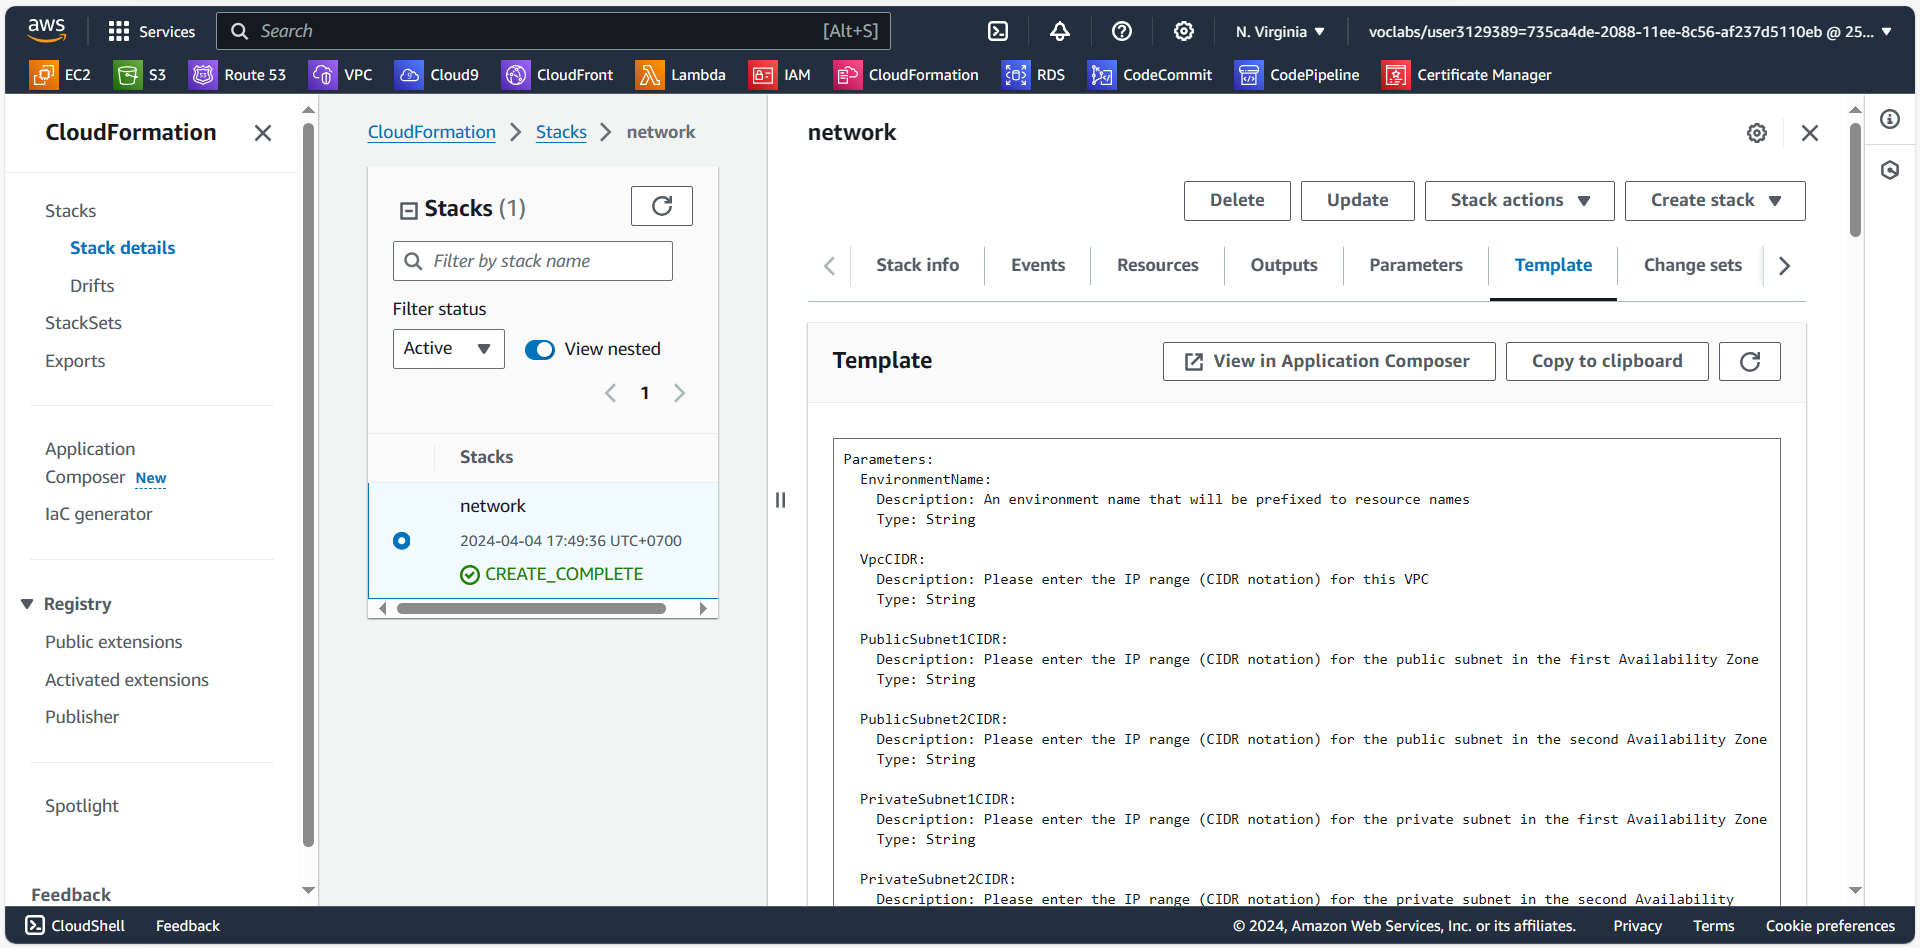 aws
Services
Search
[Alt+S]
N. Virginia
voclabs/user3129389=735ca4de-2088-11ee-8c56-af237d5110eb @ 25...
EC2
S3
Route 53
VPC
Cloud9
CloudFront
Lambda
IAM
CloudFormation
RDS
CodeCommit
CodePipeline
Certificate Manager
CloudFormation
Stacks
Stack details
Drifts
StackSets
Exports
Application
Composer New
IaC generator
Registry
Public extensions
Activated extensions
Publisher
Spotlight
Feedback
CloudFormation
Stacks
network
Stacks (1)
Filter by stack name
Filter status
Active
View nested
1
Stacks
network
2024-04-04 17:49:36 UTC+0700
CREATE_COMPLETE
network
Delete
Update
Stack actions
Create stack
Stack info
Events
Resources
Outputs
Parameters
Template
Change sets
Template
View in Application Composer
Copy to clipboard
Parameters:
EnvironmentName:
Description: An environment name that will be prefixed to resource names
Type: String
VpcCIDR:
Description: Please enter the IP range (CIDR notation) for this VPC
Type: String
PublicSubnet1CIDR:
Description: Please enter the IP range (CIDR notation) for the public subnet in the first Availability Zone
Type: String
PublicSubnet2CIDR:
Description: Please enter the IP range (CIDR notation) for the public subnet in the second Availability Zone
Type: String
PrivateSubnet1CIDR:
Description: Please enter the IP range (CIDR notation) for the private subnet in the first Availability Zone
Type: String
PrivateSubnet2CIDR:
Description: Please enter the IP range (CIDR notation) for the private subnet in the second Availability
CloudShell
Feedback
© 2024, Amazon Web Services, Inc. or its affiliates.
Privacy
Terms
Cookie preferences